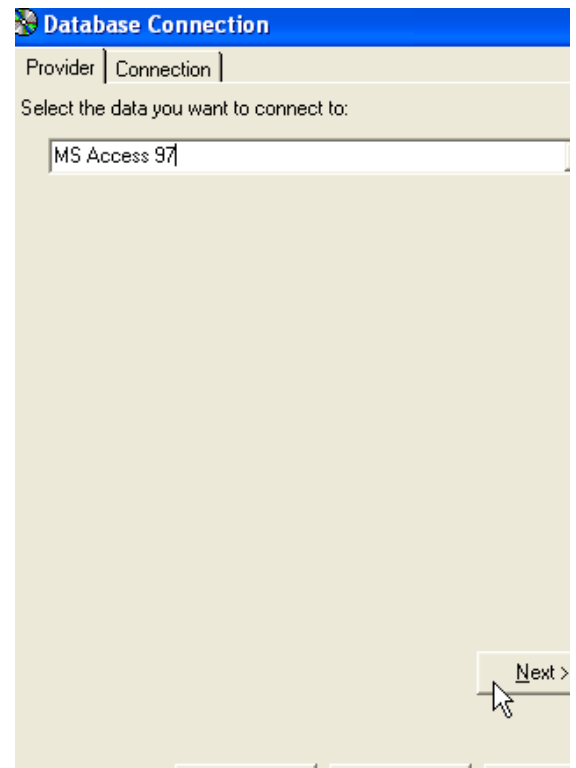 Database Connection
Provider Connection
Select the data you want to connect to:
MS Access 97
Next >